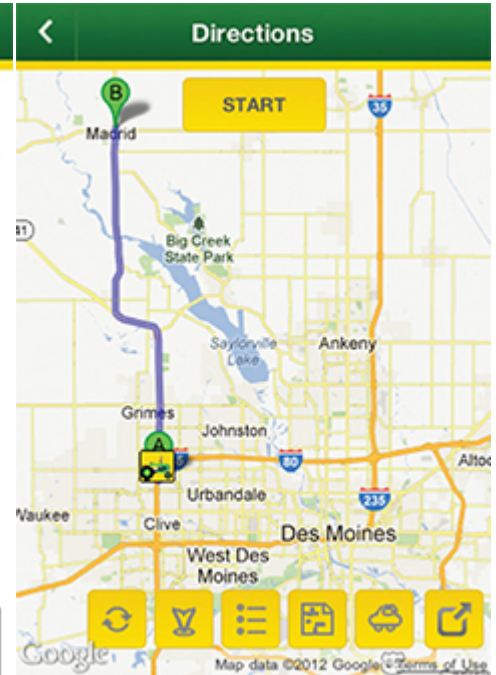 Directions
START
B
Madrid
35
41
Big Creek
State Park
Saylorville
Lake
Ankeny
Grimes
A
Johnston
80
Altoo
Urbandale
235
Waukee
Clive
Des Moines
West Des
Moines
Google
Map data ©2012 Google
Terms of Use